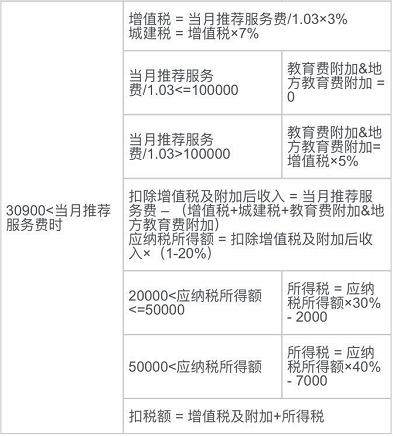 增值税 = 当月推荐服务费/1.03×3%
城建税 = 增值税×7%
当月推荐服务
费/1.03<=100000
教育费附加&地
方教育费附加 =
0
当月推荐服务
费/1.03>100000
教育费附加&地
方教育费附加=
增值税×5%
30900<当月推荐
服务费时
扣除增值税及附加后收入 = 当月推荐服
务费 – （增值税+城建税+教育费附加&地
方教育费附加）
应纳税所得额 = 扣除增值税及附加后收
入×（1-20%）
20000<应纳税所得额
<=50000
所得税 = 应纳
税所得额×30%
- 2000
50000<应纳税所得额
所得税 = 应纳
税所得额×40%
- 7000
扣税额 = 增值税及附加+所得税